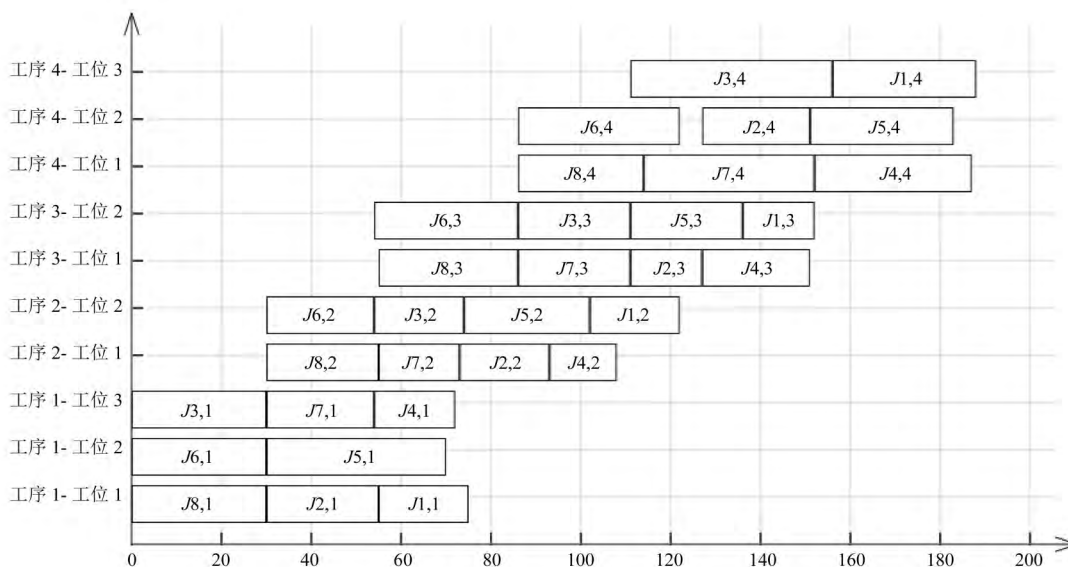 工序 4- 工位 3 J3,4 J1,4
工序 4- 工位 2 J6,4 J2,4 J5,4
工序 4- 工位 1 J8,4 J7,4 J4,4
工序 3- 工位 2 J6,3 J3,3 J5,3 J1,3
工序 3- 工位 1 J8,3 J7,3 J2,3 J4,3
工序 2- 工位 2 J6,2 J3,2 J5,2 J1,2
工序 2- 工位 1 J8,2 J7,2 J2,2 J4,2
工序 1- 工位 3 J3,1 J7,1 J4,1
工序 1- 工位 2 J6,1 J5,1
工序 1- 工位 1 J8,1 J2,1 J1,1
0 20 40 60 80 100 120 140 160 180 200